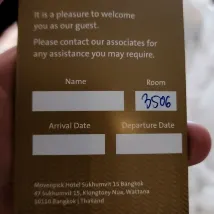 It is a pleasure to welcome
you as our guest.
Please contact our associates for
any assistance you may require.
Name
Room
3506
Arrival Date
Departure Date
Mövenpick Hotel Sukhumvit 15 Bangkok
47 Sukhumvit 15, Klongtoey Nua, Wattana
10110 Bangkok | Thailand